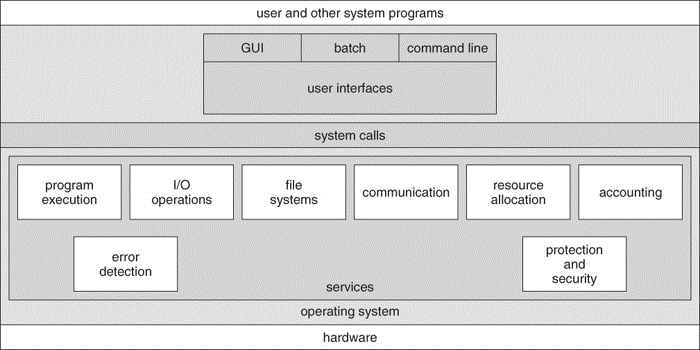 user and other system programs
GUI
batch
command line
user interfaces
system calls
program
execution
I/O
operations
file
systems
communication
resource
allocation
accounting
error
detection
protection
and
security
services
operating system
hardware